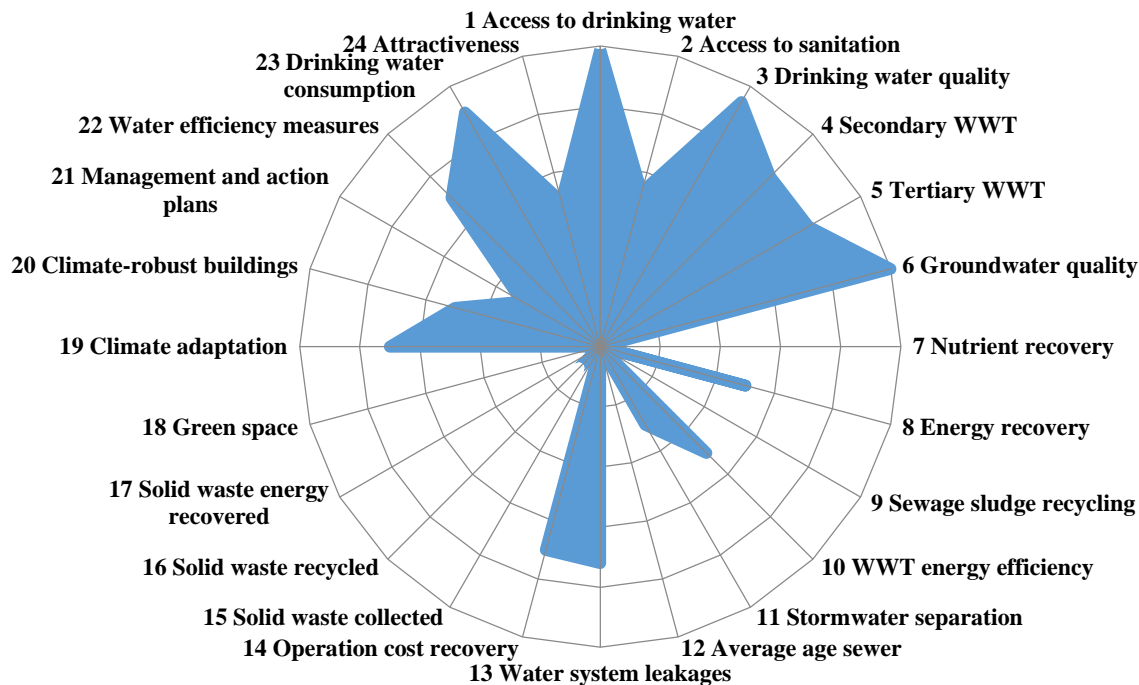 1 Access to drinking water
2 Access to sanitation
3 Drinking water quality
4 Secondary WWT
5 Tertiary WWT
6 Groundwater quality
7 Nutrient recovery
8 Energy recovery
9 Sewage sludge recycling
10 WWT energy efficiency
11 Stormwater separation
12 Average age sewer
13 Water system leakages
14 Operation cost recovery
15 Solid waste collected
16 Solid waste recycled
17 Solid waste energy
recovered
18 Green space
19 Climate adaptation
20 Climate-robust buildings
21 Management and action
plans
22 Water efficiency measures
23 Drinking water
consumption
24 Attractiveness